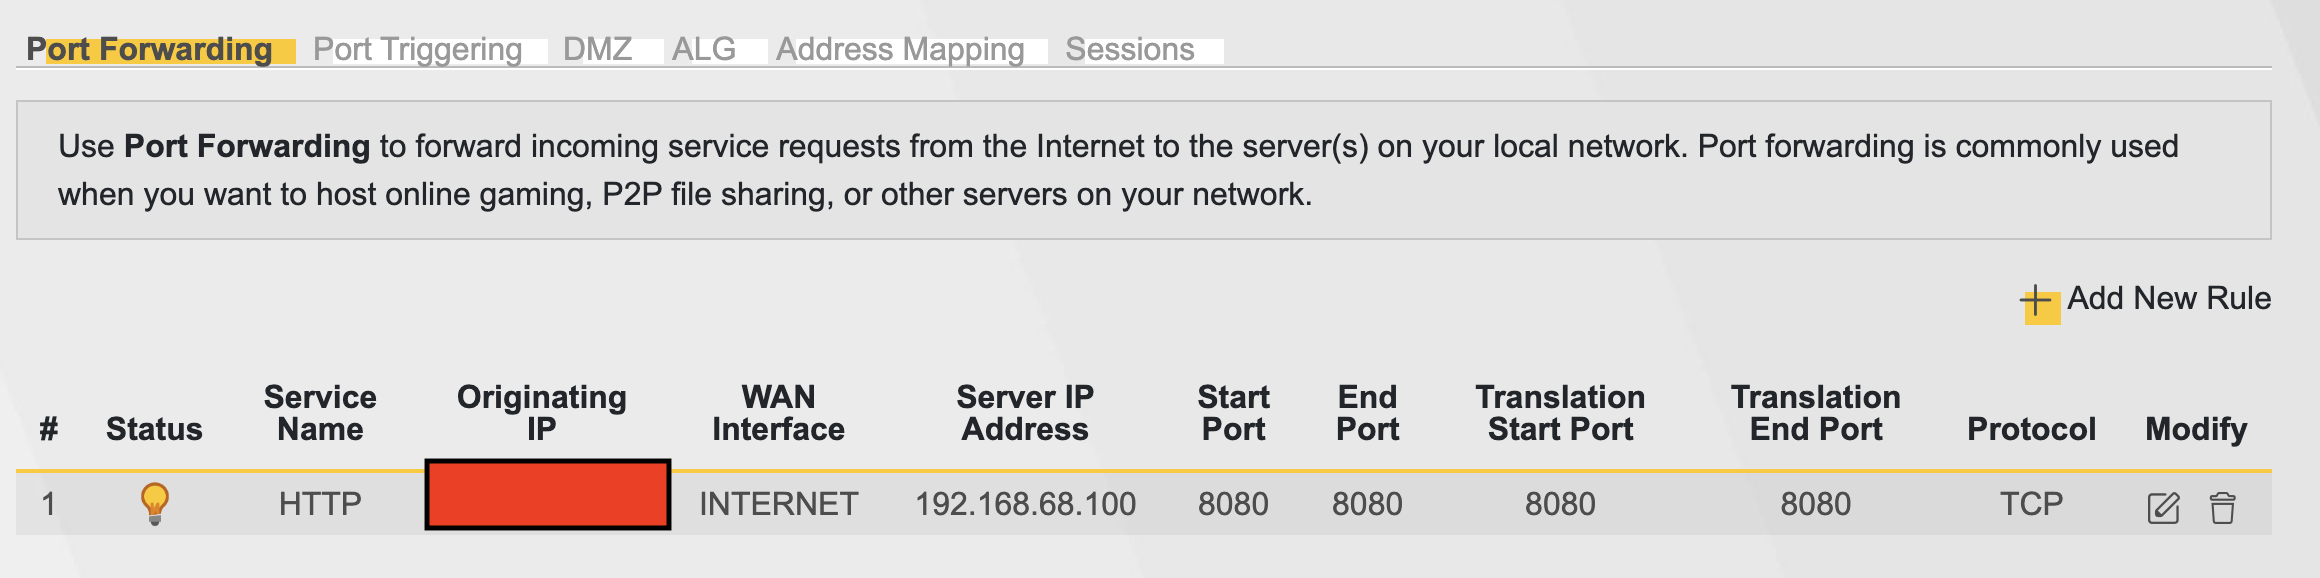 Port Forwarding Port Triggering DMZ ALG Address Mapping Sessions
Use Port Forwarding to forward incoming service requests from the Internet to the server(s) on your local network. Port forwarding is commonly used
when you want to host online gaming, P2P file sharing, or other servers on your network.
Add New Rule
# Status Service Name Originating IP WAN Interface Server IP Address Start Port End Port Translation Start Port Translation End Port Protocol Modify
1 HTTP INTERNET 192.168.68.100 8080 8080 8080 8080 TCP